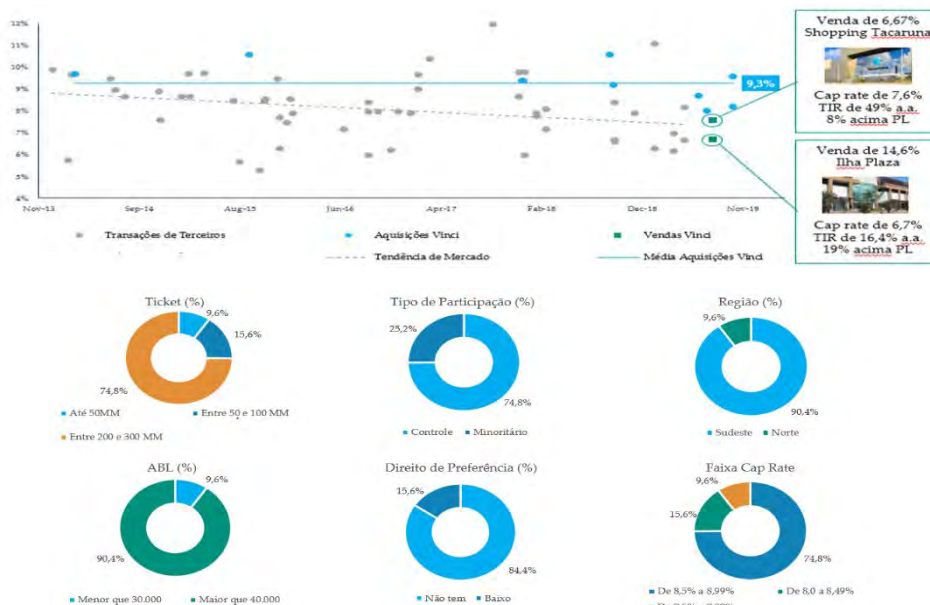 12%
11%
10%
9%
8%
7%
6%
5%
4%
Nov-13
Sep-14
Aug-15
Jun-16
Apr-17
Feb-18
Dec-18
Nov-19
9,3%
Transações de Terceiros
Aquisições Vinci
Vendas Vinci
Tendência de Mercado
Média Aquisições Vinci
Venda de 6,67%
Shopping Tacaruna
Cap rate de 7,6%
TIR de 49% a.a.
8% acima PL
Venda de 14,6%
Ilha Plaza
Cap rate de 6,7%
TIR de 16,4% a.a.
19% acima PL
Ticket (%)
9,6%
15,6%
74,8%
Até 50MM
Entre 50 e 100 MM
Entre 200 e 300 MM
Tipo de Participação (%)
25,2%
74,8%
Controle
Minoritário
Região (%)
9,6%
90,4%
Sudeste
Norte
ABL (%)
9,6%
90,4%
Menor que 30.000
Maior que 40.000
Direito de Preferência (%)
15,6%
84,4%
Não tem
Baixo
Faixa Cap Rate
9,6%
15,6%
74,8%
De 8,5% a 8,99%
De 8,0 a 8,49%